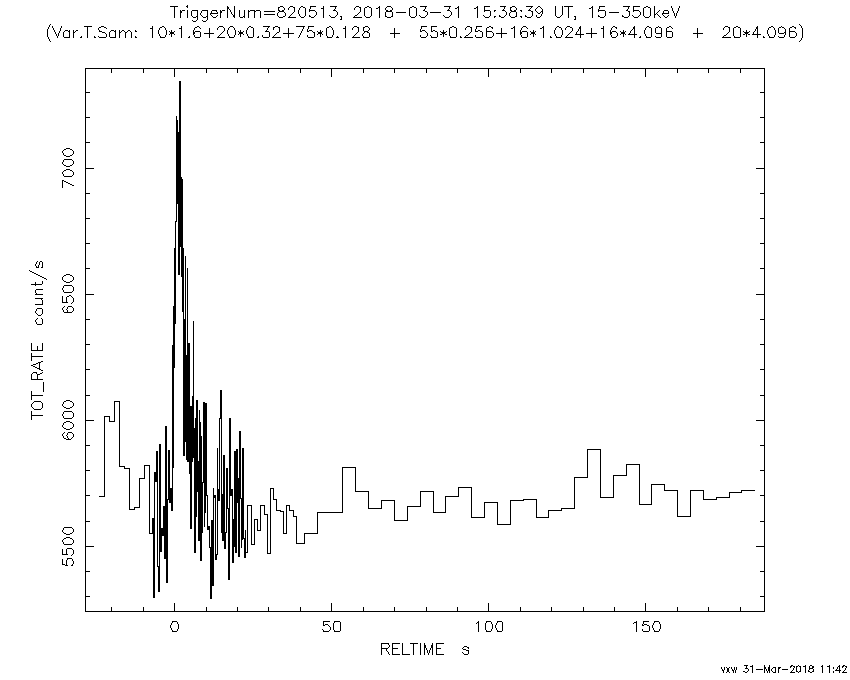 TriggerNum=820513, 2018-03-31 15:38:39 UT, 15-350keV
(Var.T.Sam: 10*1.6+20*0.32+75*0.128 + 55*0.256+16*1.024+16*4.096 + 20*4.096)
7000
6500
6000
5500
TOT_RATE count/s
0 50 100 150
RELTIME s
vxw 31-Mar-2018 11:42